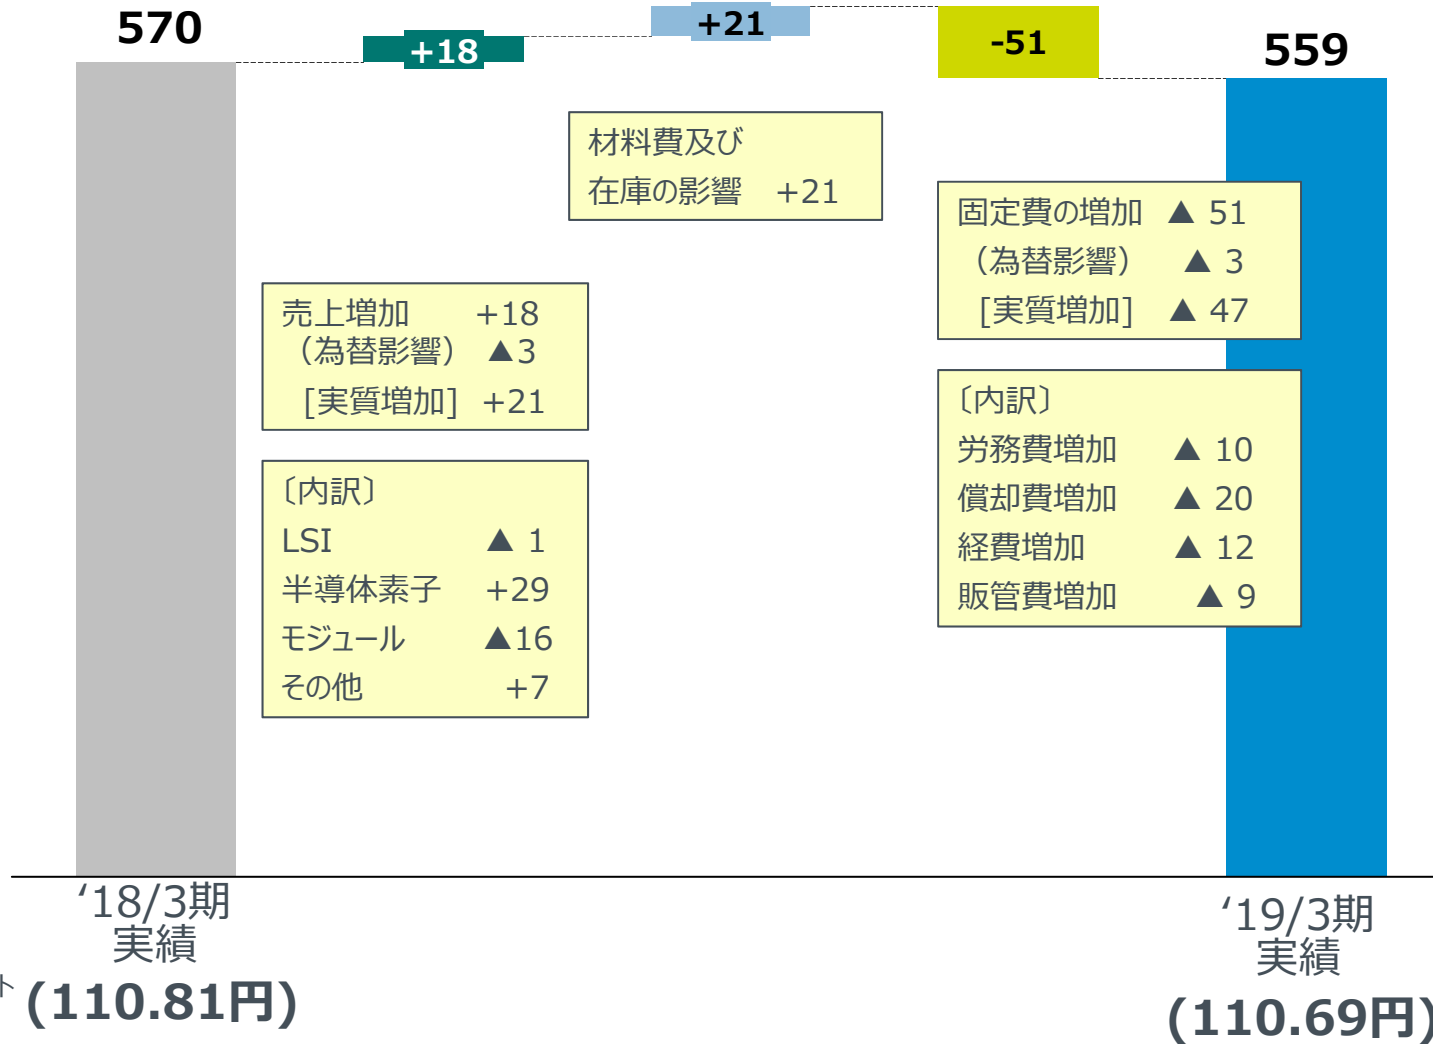 570
+18
+21
-51
559
材料費及び
在庫の影響 +21
固定費の増加 ▲ 51
（為替影響） ▲ 3
[実質増加] ▲ 47
売上増加 +18
（為替影響） ▲3
[実質増加] +21
〔内訳〕
労務費増加 ▲ 10
償却費増加 ▲ 20
経費増加 ▲ 12
販管費増加 ▲ 9
〔内訳〕
LSI ▲ 1
半導体素子 +29
モジュール ▲16
その他 +7
‘18/3期
実績
ト (110.81円)
‘19/3期
実績
(110.69円)